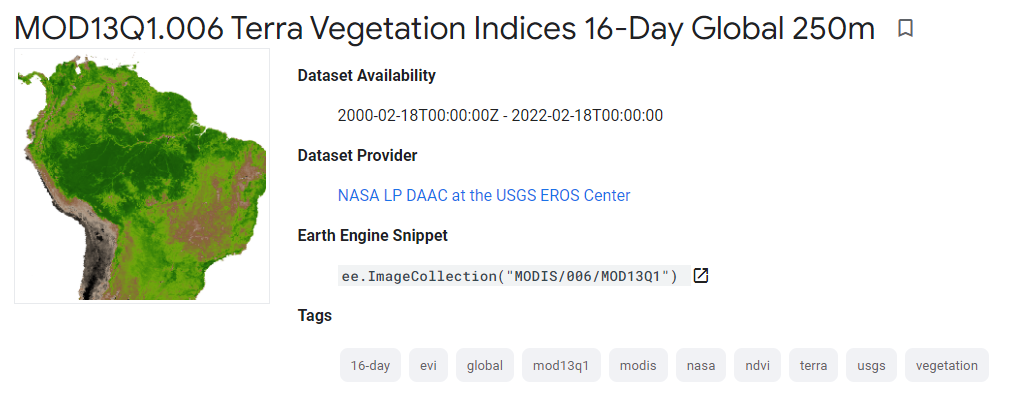 MOD13Q1.006 Terra Vegetation Indices 16-Day Global 250m
Dataset Availability
2000-02-18T00:00:00Z - 2022-02-18T00:00:00
Dataset Provider
NASA LP DAAC at the USGS EROS Center
Earth Engine Snippet
ee.ImageCollection("MODIS/006/MOD13Q1")
Tags
16-day evi global mod13q1 modis nasa ndvi terra usgs vegetation